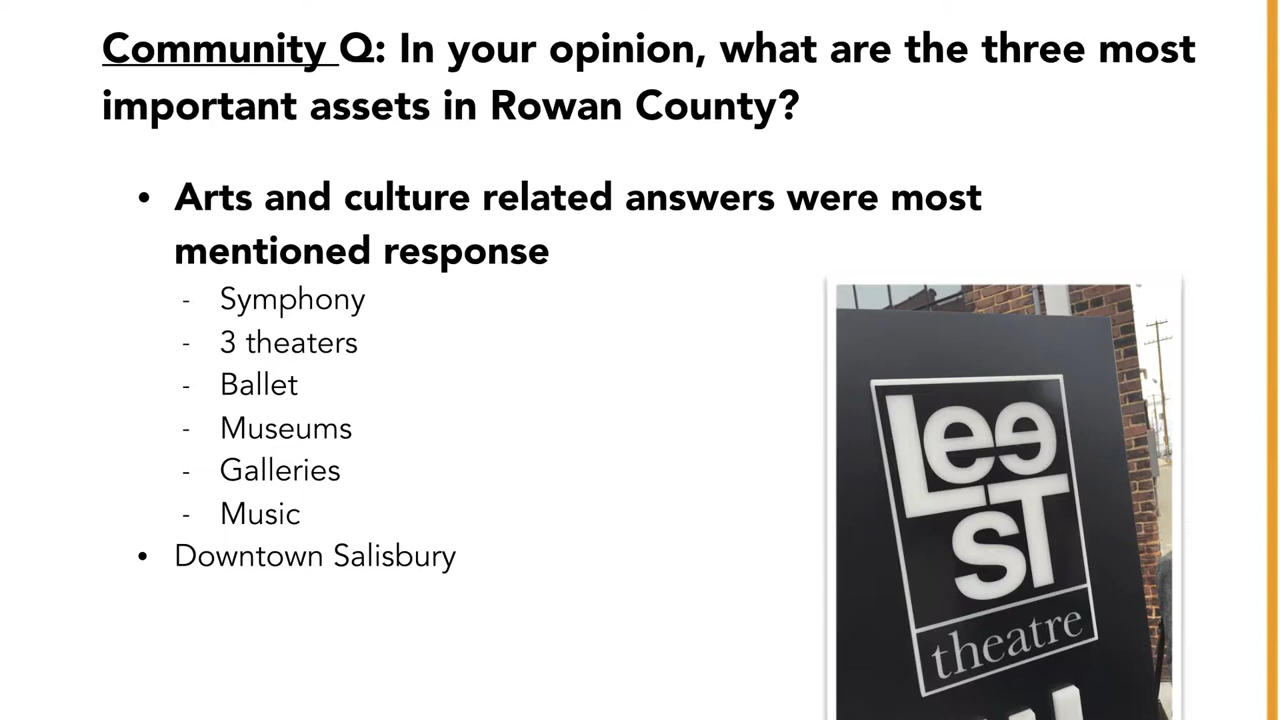 Community Q: In your opinion, what are the three most
important assets in Rowan County?
• Arts and culture related answers were most
mentioned response
- Symphony
- 3 theaters
- Ballet
- Museums
- Galleries
- Music
• Downtown Salisbury
Lee
ST
theatre